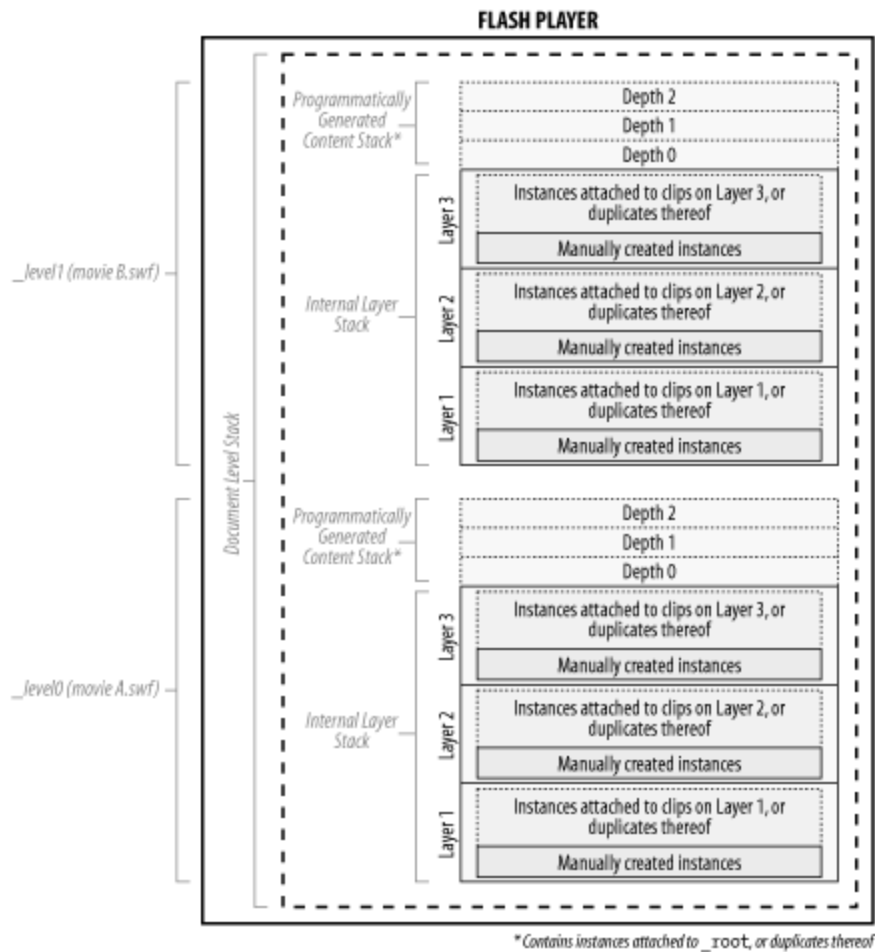 FLASH PLAYER
Programmatically
Generated
Content Stack*
Depth 2
Depth 1
Depth 0
_level1 (movie B.swf)
Internal Layer
Stack
Layer 3
Instances attached to clips on Layer 3, or
duplicates thereof
Manually created instances
Layer 2
Instances attached to clips on Layer 2, or
duplicates thereof
Manually created instances
Layer 1
Instances attached to clips on Layer 1, or
duplicates thereof
Manually created instances
Document Level Stack
Programmatically
Generated
Content Stack*
Depth 2
Depth 1
Depth 0
_level0 (movie A.swf)
Internal Layer
Stack
Layer 3
Instances attached to clips on Layer 3, or
duplicates thereof
Manually created instances
Layer 2
Instances attached to clips on Layer 2, or
duplicates thereof
Manually created instances
Layer 1
Instances attached to clips on Layer 1, or
duplicates thereof
Manually created instances
*Contains instances attached to _root, or duplicates thereof